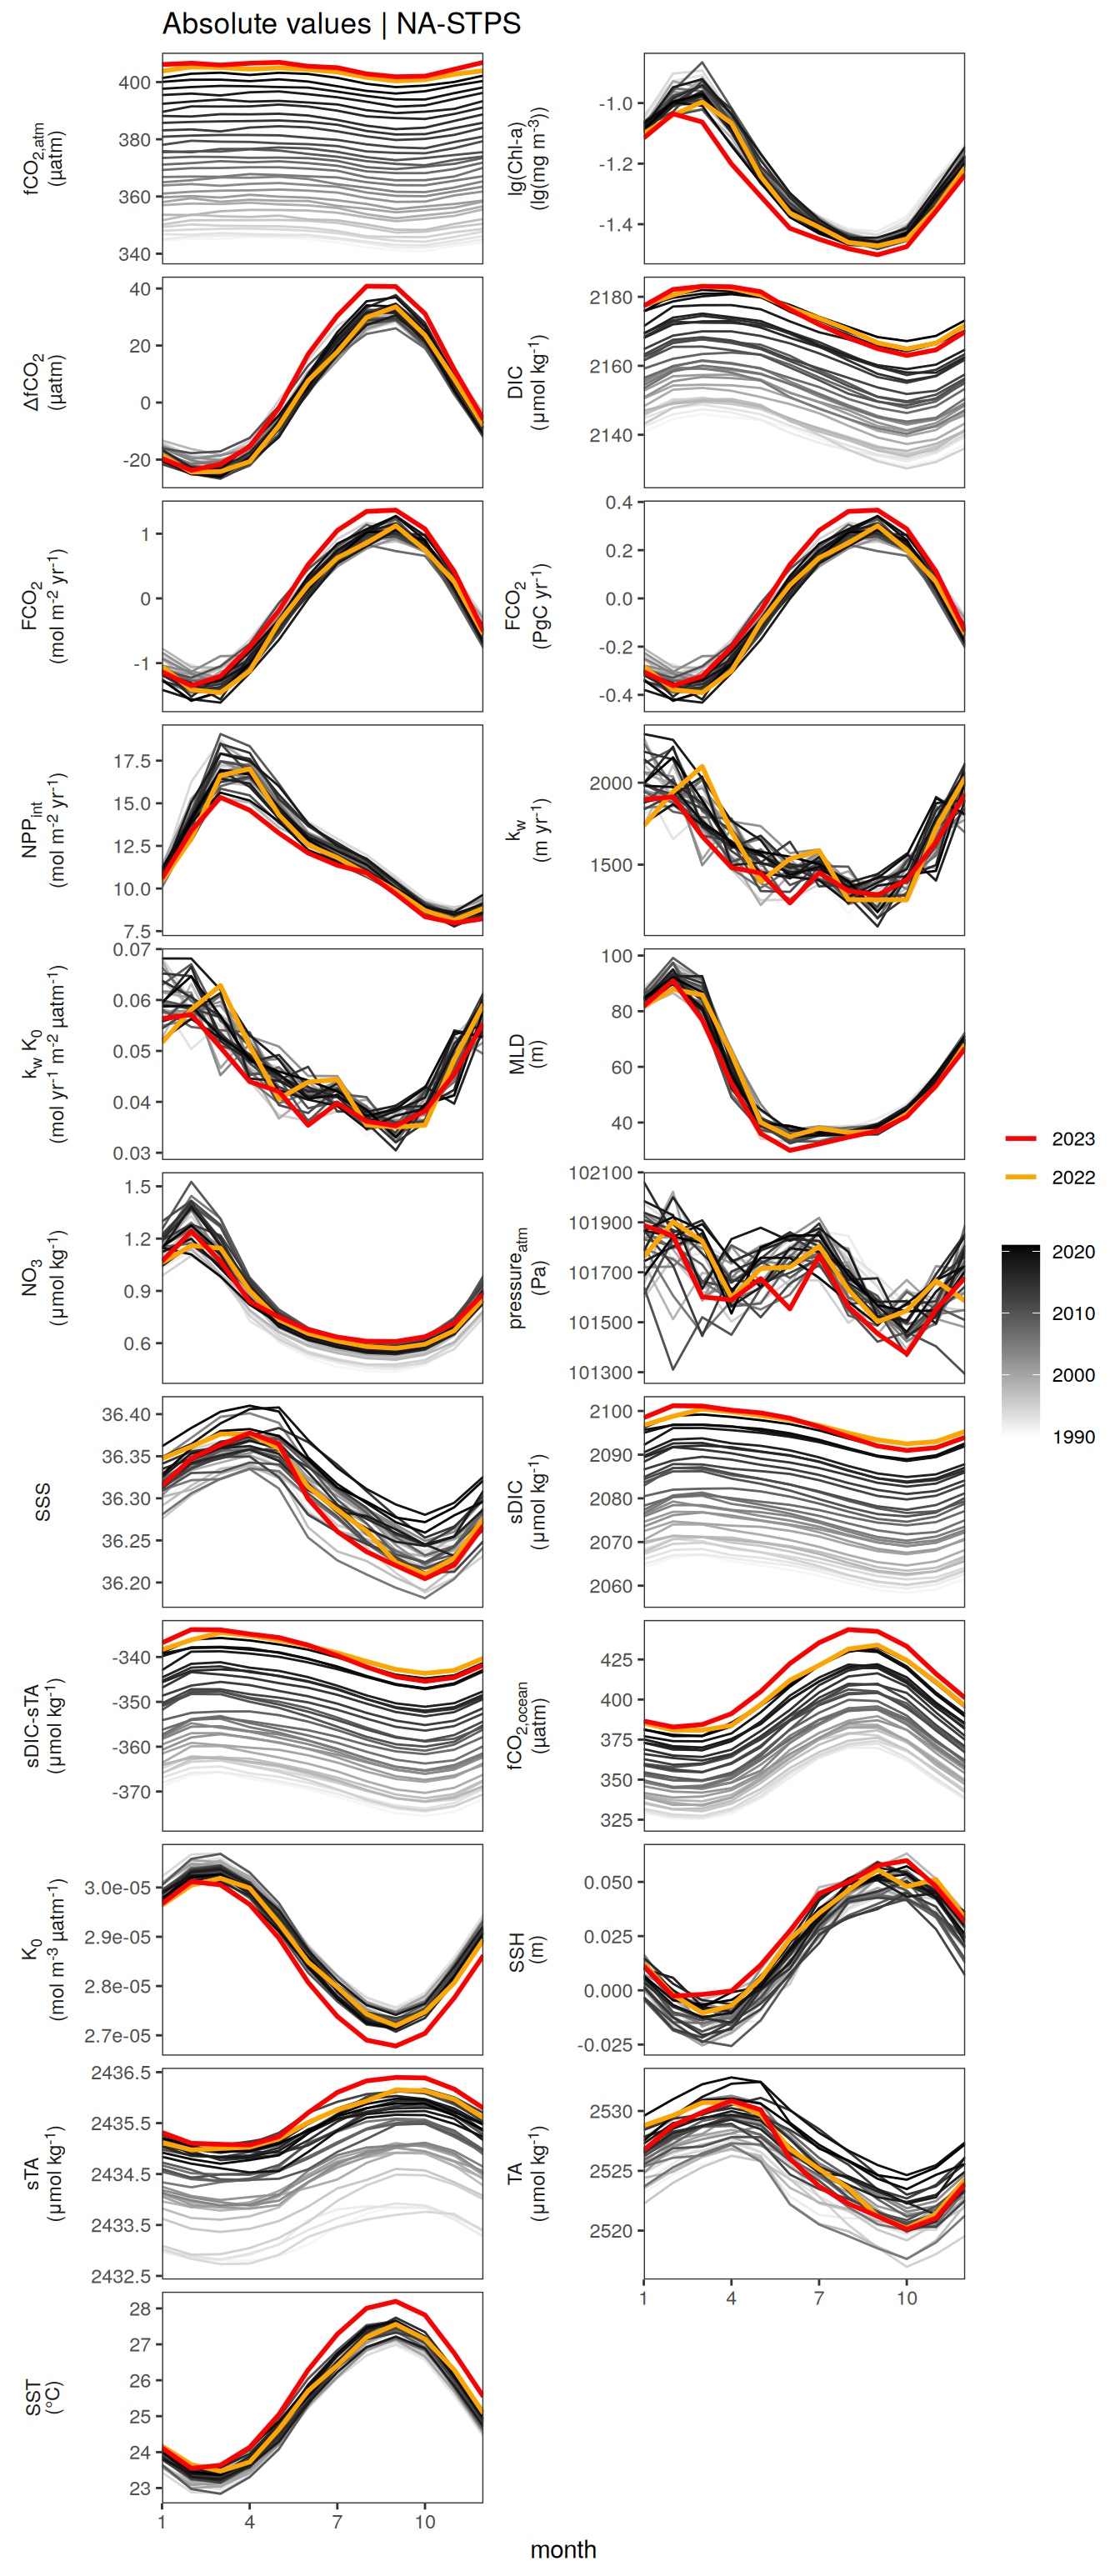 Absolute values | NA-STPS
fCO2,atm
(µatm)
400
380
360
340
lg(Chl-a)
(lg(mg m-3))
-1.0
-1.2
-1.4
ΔfCO2
(µatm)
40
20
0
-20
DIC
(µmol kg-1)
2180
2160
2140
FCO2
(mol m-2 yr-1)
1
0
-1
FCO2
(PgC yr-1)
0.4
0.2
0.0
-0.2
-0.4
NPPint
(mol m-2 yr-1)
17.5
15.0
12.5
10.0
7.5
kw
(m yr-1)
2000
1500
kw K0
(mol yr-1 m-2 µatm-1)
0.07
0.06
0.05
0.04
0.03
MLD
(m)
100
80
60
40
NO3
(µmol kg-1)
1.5
1.2
0.9
0.6
pressureatm
(Pa)
102100
101900
101700
101500
101300
SSS
36.40
36.35
36.30
36.25
36.20
sDIC
(µmol kg-1)
2100
2090
2080
2070
2060
sDIC-sTA
(µmol kg-1)
-340
-350
-360
-370
fCO2,ocean
(µatm)
425
400
375
350
325
K0
(mol m-3 µatm-1)
3.0e-05
2.9e-05
2.8e-05
2.7e-05
SSH
(m)
0.050
0.025
0.000
-0.025
sTA
(µmol kg-1)
2436.5
2435.5
2434.5
2433.5
2432.5
TA
(µmol kg-1)
2530
2525
2520
1 4 7 10
SST
(°C)
28
27
26
25
24
23
1 4 7 10
month
2023
2022
2020
2010
2000
1990